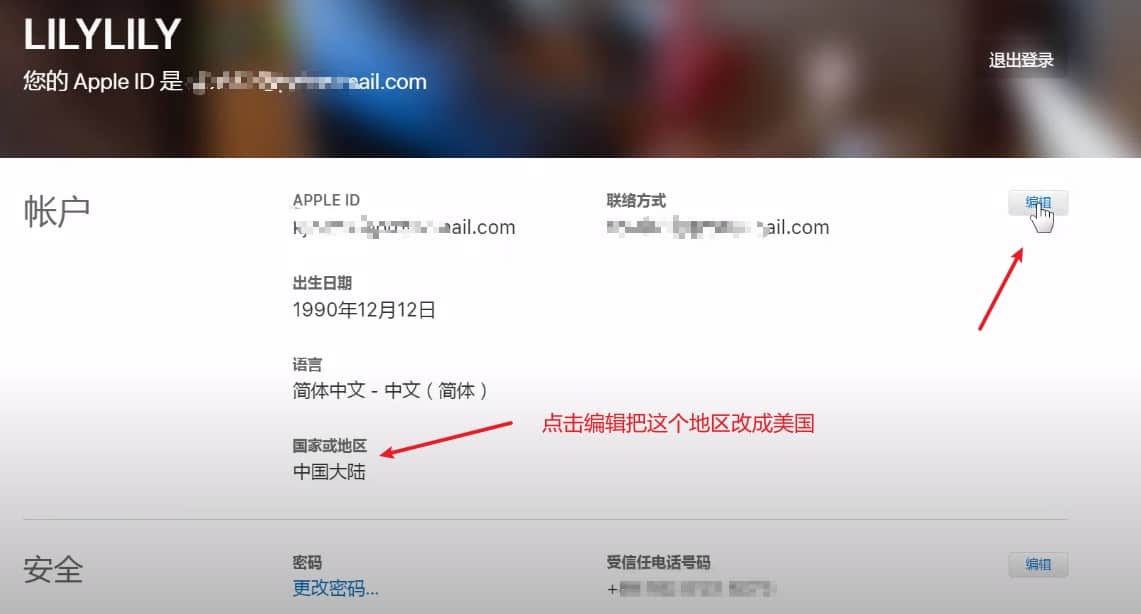 LILYLILY
您的 Apple ID 是 ail.com
退出登录
帐户
APPLE ID
ail.com
联络方式
ail.com
编辑
出生日期
1990年12月12日
语言
简体中文 - 中文（简体）
点击编辑把这个地区改成美国
国家或地区
中国大陆
安全
密码
更改密码...
受信任电话号码
+
编辑